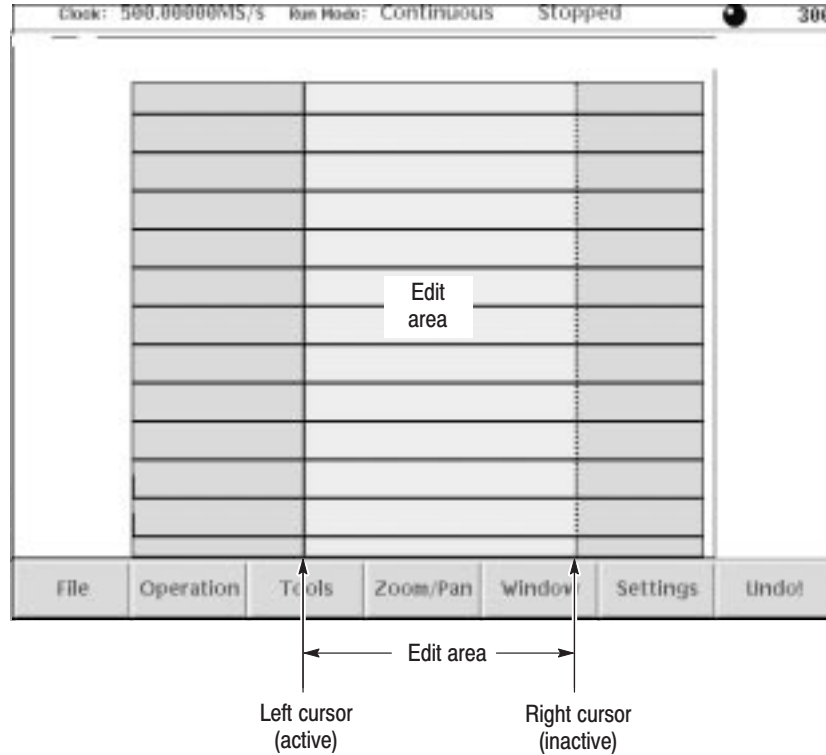 Clock: 500.00000MS/s Run Mode: Continuous Stopped 300
Edit
area
File Operation Tools Zoom/Pan Window Settings Undo!
Edit area
Left cursor
(active)
Right cursor
(inactive)